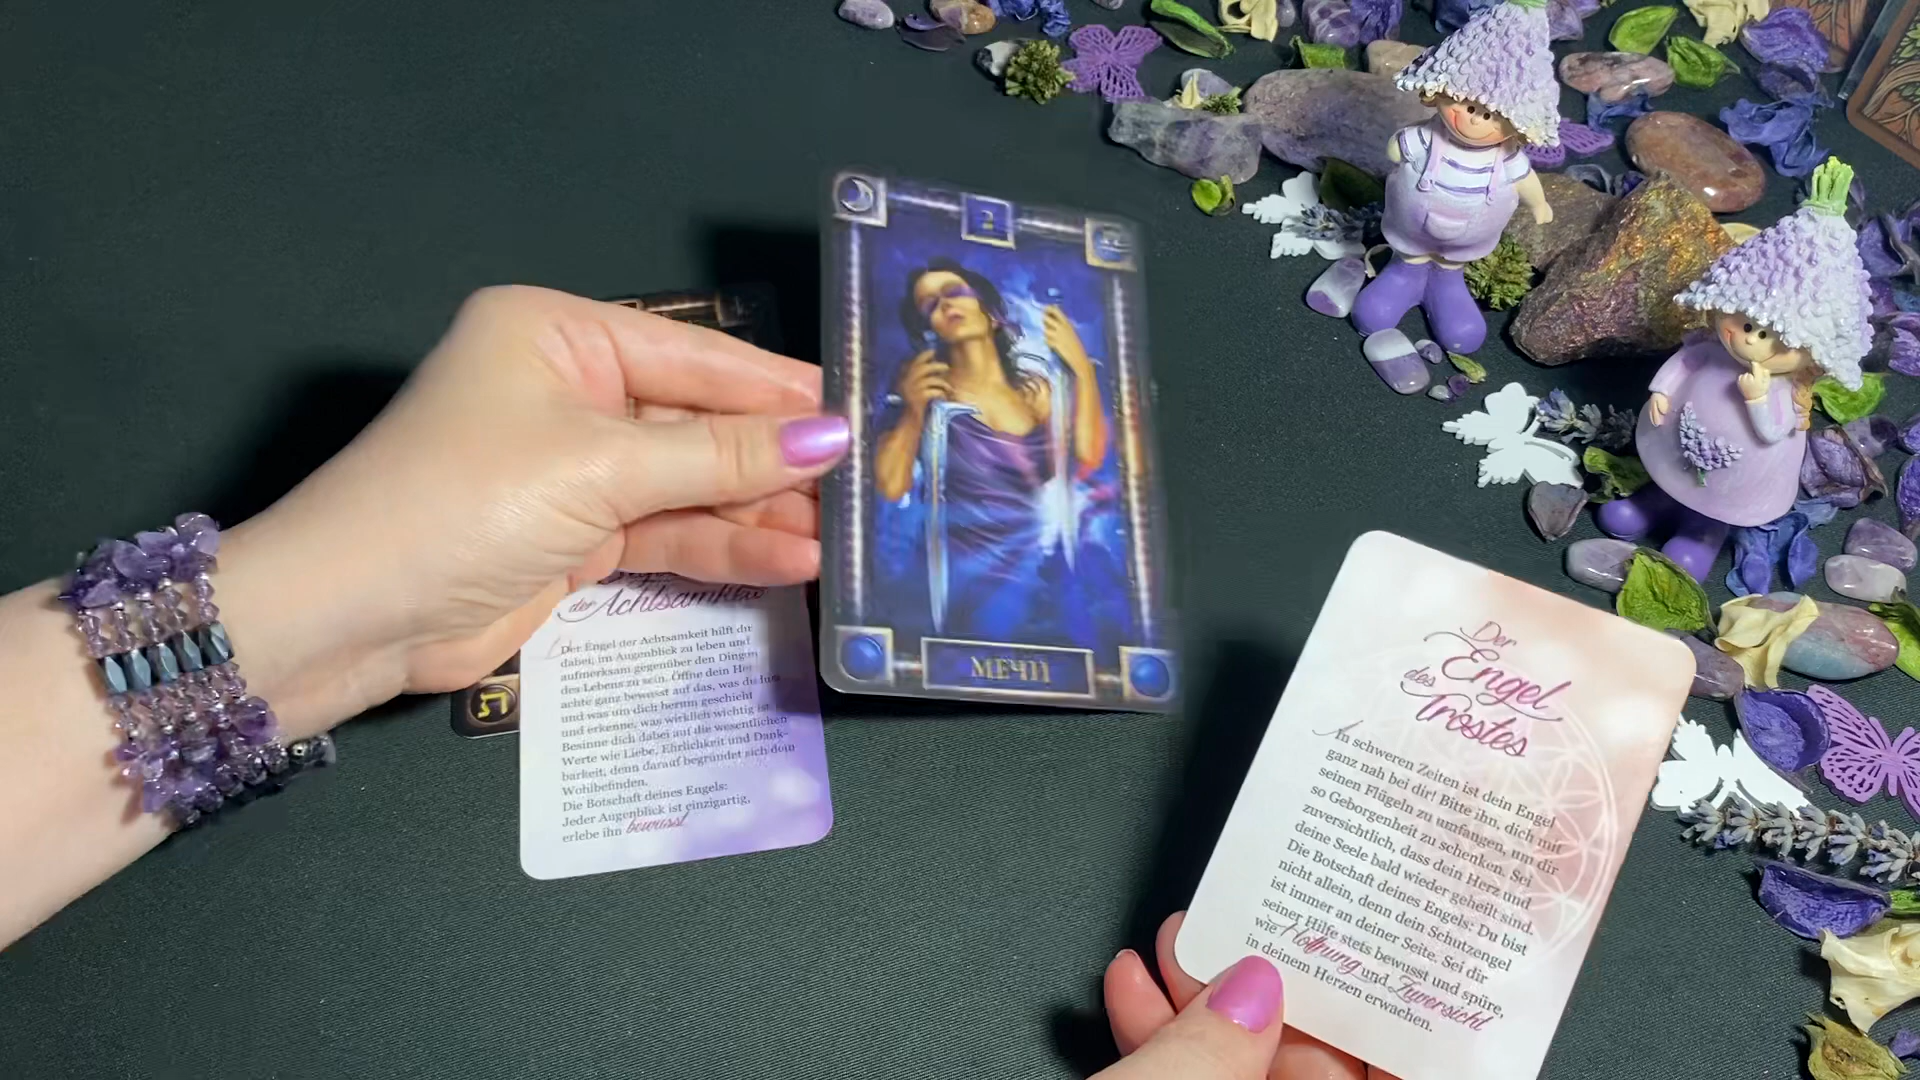 2
МЕЧИ
der Achtsamkeit
Der Engel der Achtsamkeit hilft dir
dabei, im Augenblick zu leben und
aufmerksam gegenüber den Dingen
des Lebens zu sein. Öffne dein Herz
achte ganz bewusst auf das, was du tust
und was um dich herum geschieht
und erkenne, was wirklich wichtig ist
Besinne dich dabei auf die wesentlichen
Werte wie Liebe, Ehrlichkeit und Dank-
barkeit, denn darauf begründet sich dein
Wohlbefinden.
Die Botschaft deines Engels:
Jeder Augenblick ist einzigartig,
erlebe ihn bewusst
Der
Engel
des
Trostes
In schweren Zeiten ist dein Engel
ganz nah bei dir! Bitte ihn, dich mit
seinen Flügeln zu umfangen, um dir
so Geborgenheit zu schenken. Sei
zuversichtlich, dass dein Herz und
deine Seele bald wieder geheilt sind.
Die Botschaft deines Engels: Du bist
nicht allein, denn dein Schutzengel
ist immer an deiner Seite. Sei dir
seiner Hilfe stets bewusst und spüre,
wie Hoffnung und Zuversicht
in deinem Herzen erwachen.